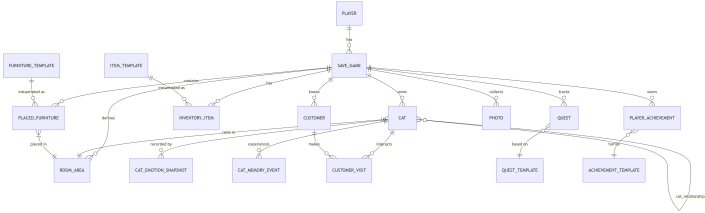 PLAYER
has
FURNITURE_TEMPLATE
ITEM_TEMPLATE
SAVE_GAME
instantiated as
instantiated as
contains
has
knows
owns
collects
tracks
earns
PLACED_FURNITURE
INVENTORY_ITEM
CUSTOMER
CAT
PHOTO
QUEST
PLAYER_ACHIEVEMENT
defines
placed in
rests in
recorded by
experiences
makes
interacts
based on
ROOM_AREA
CAT_EMOTION_SNAPSHOT
CAT_MEMORY_EVENT
CUSTOMER_VISIT
QUEST_TEMPLATE
ACHIEVEMENT_TEMPLATE
cat_relationship